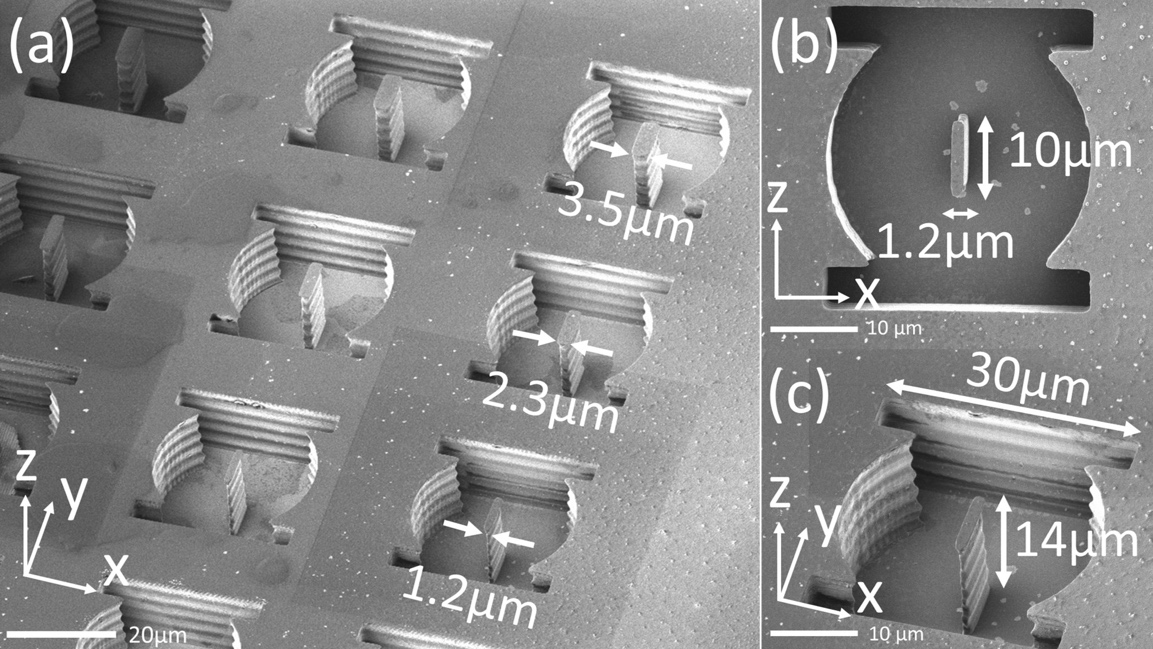 (a)
3.5µm
2.3µm
1.2µm
z
y
x
20µm
(b)
10µm
1.2µm
z
x
10 µm
(c)
30µm
14µm
z
y
x
10 µm